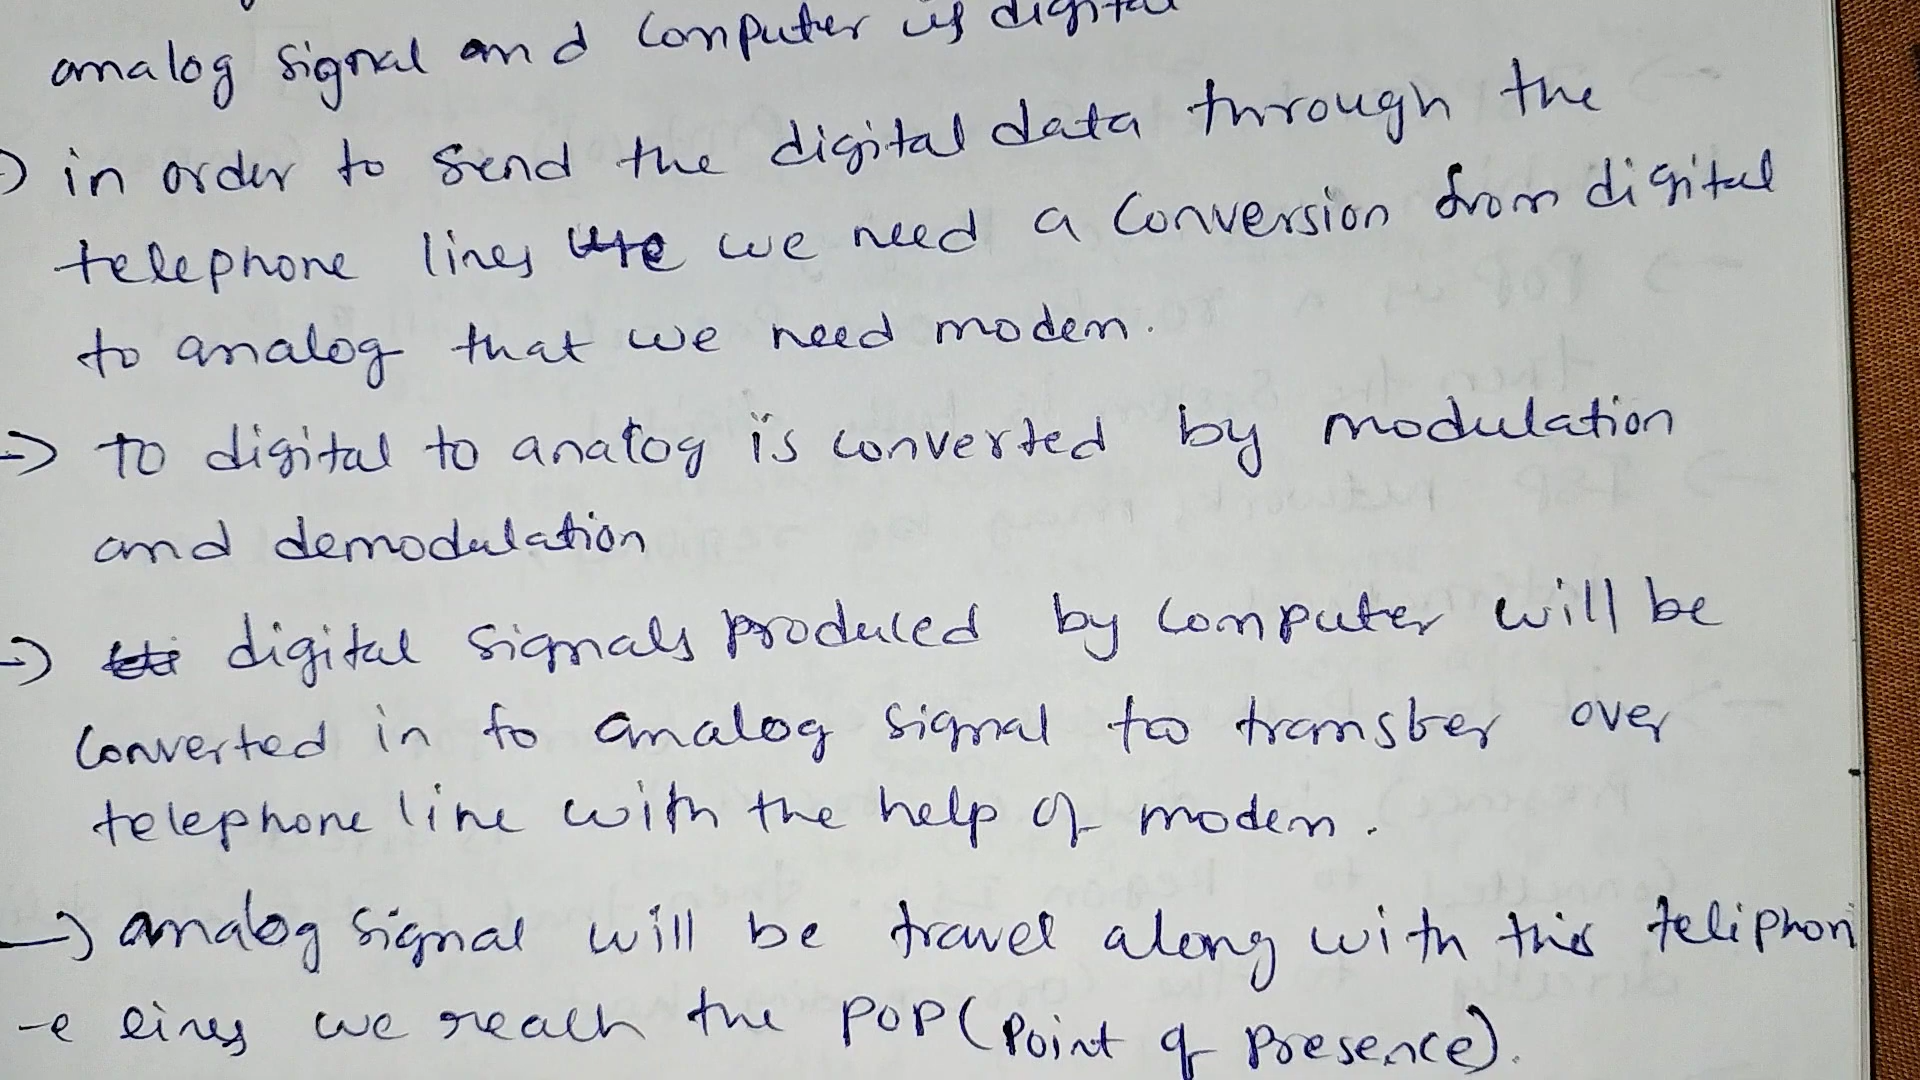 analog signal and computer is digital
→ in order to send the digital data through the
telephone lines we need a conversion from digital
to analog that we need modem.
→ to digital to analog is converted by modulation
and demodulation
→ digital signals produced by computer will be
converted in to analog signal to transfer over
telephone line with the help of modem.
→ analog signal will be travel along with this teliphon
-e lines we reach the POP (Point of Presence).